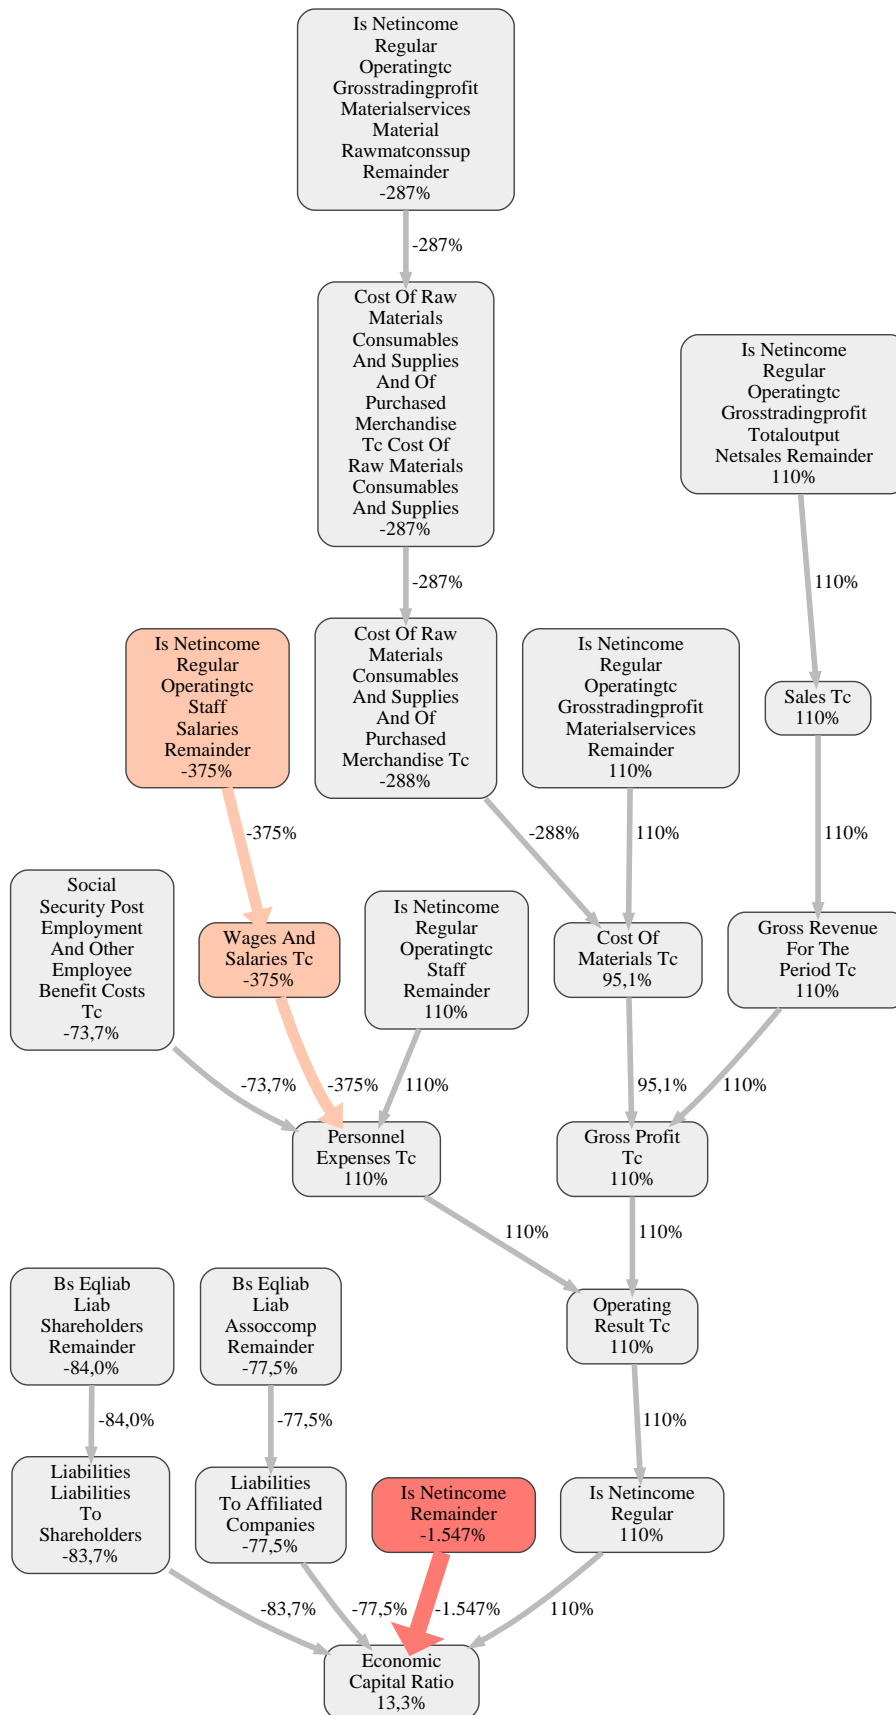 Is Netincome
Regular
Operatingtc
Grosstradingprofit
Materialservices
Material
Rawmatconssup
Remainder
-287%
-287%
Cost Of Raw
Materials
Consumables
And Supplies
And Of
Purchased
Merchandise
Tc Cost Of
Raw Materials
Consumables
And Supplies
-287%
Is Netincome
Regular
Operatingtc
Grosstradingprofit
Totaloutput
Netsales Remainder
110%
-287%
110%
Is Netincome
Regular
Operatingtc
Staff
Salaries
Remainder
-375%
Cost Of Raw
Materials
Consumables
And Supplies
And Of
Purchased
Merchandise Tc
-288%
Is Netincome
Regular
Operatingtc
Grosstradingprofit
Materialservices
Remainder
110%
Sales Tc
110%
-375%
-288%
110%
110%
Social
Security Post
Employment
And Other
Employee
Benefit Costs
Tc
-73,7%
Wages And
Salaries Tc
-375%
Is Netincome
Regular
Operatingtc
Staff
Remainder
110%
Cost Of
Materials Tc
95,1%
Gross Revenue
For The
Period Tc
110%
-73,7%
-375%
110%
95,1%
110%
Personnel
Expenses Tc
110%
Gross Profit
Tc
110%
110%
110%
Bs Eqliab
Liab
Shareholders
Remainder
-84,0%
Bs Eqliab
Liab
Assoccomp
Remainder
-77,5%
Operating
Result Tc
110%
-84,0%
-77,5%
110%
Liabilities
Liabilities
To
Shareholders
-83,7%
Liabilities
To Affiliated
Companies
-77,5%
Is Netincome
Remainder
-1.547%
Is Netincome
Regular
110%
-83,7%
-77,5%
-1.547%
110%
Economic
Capital Ratio
13,3%